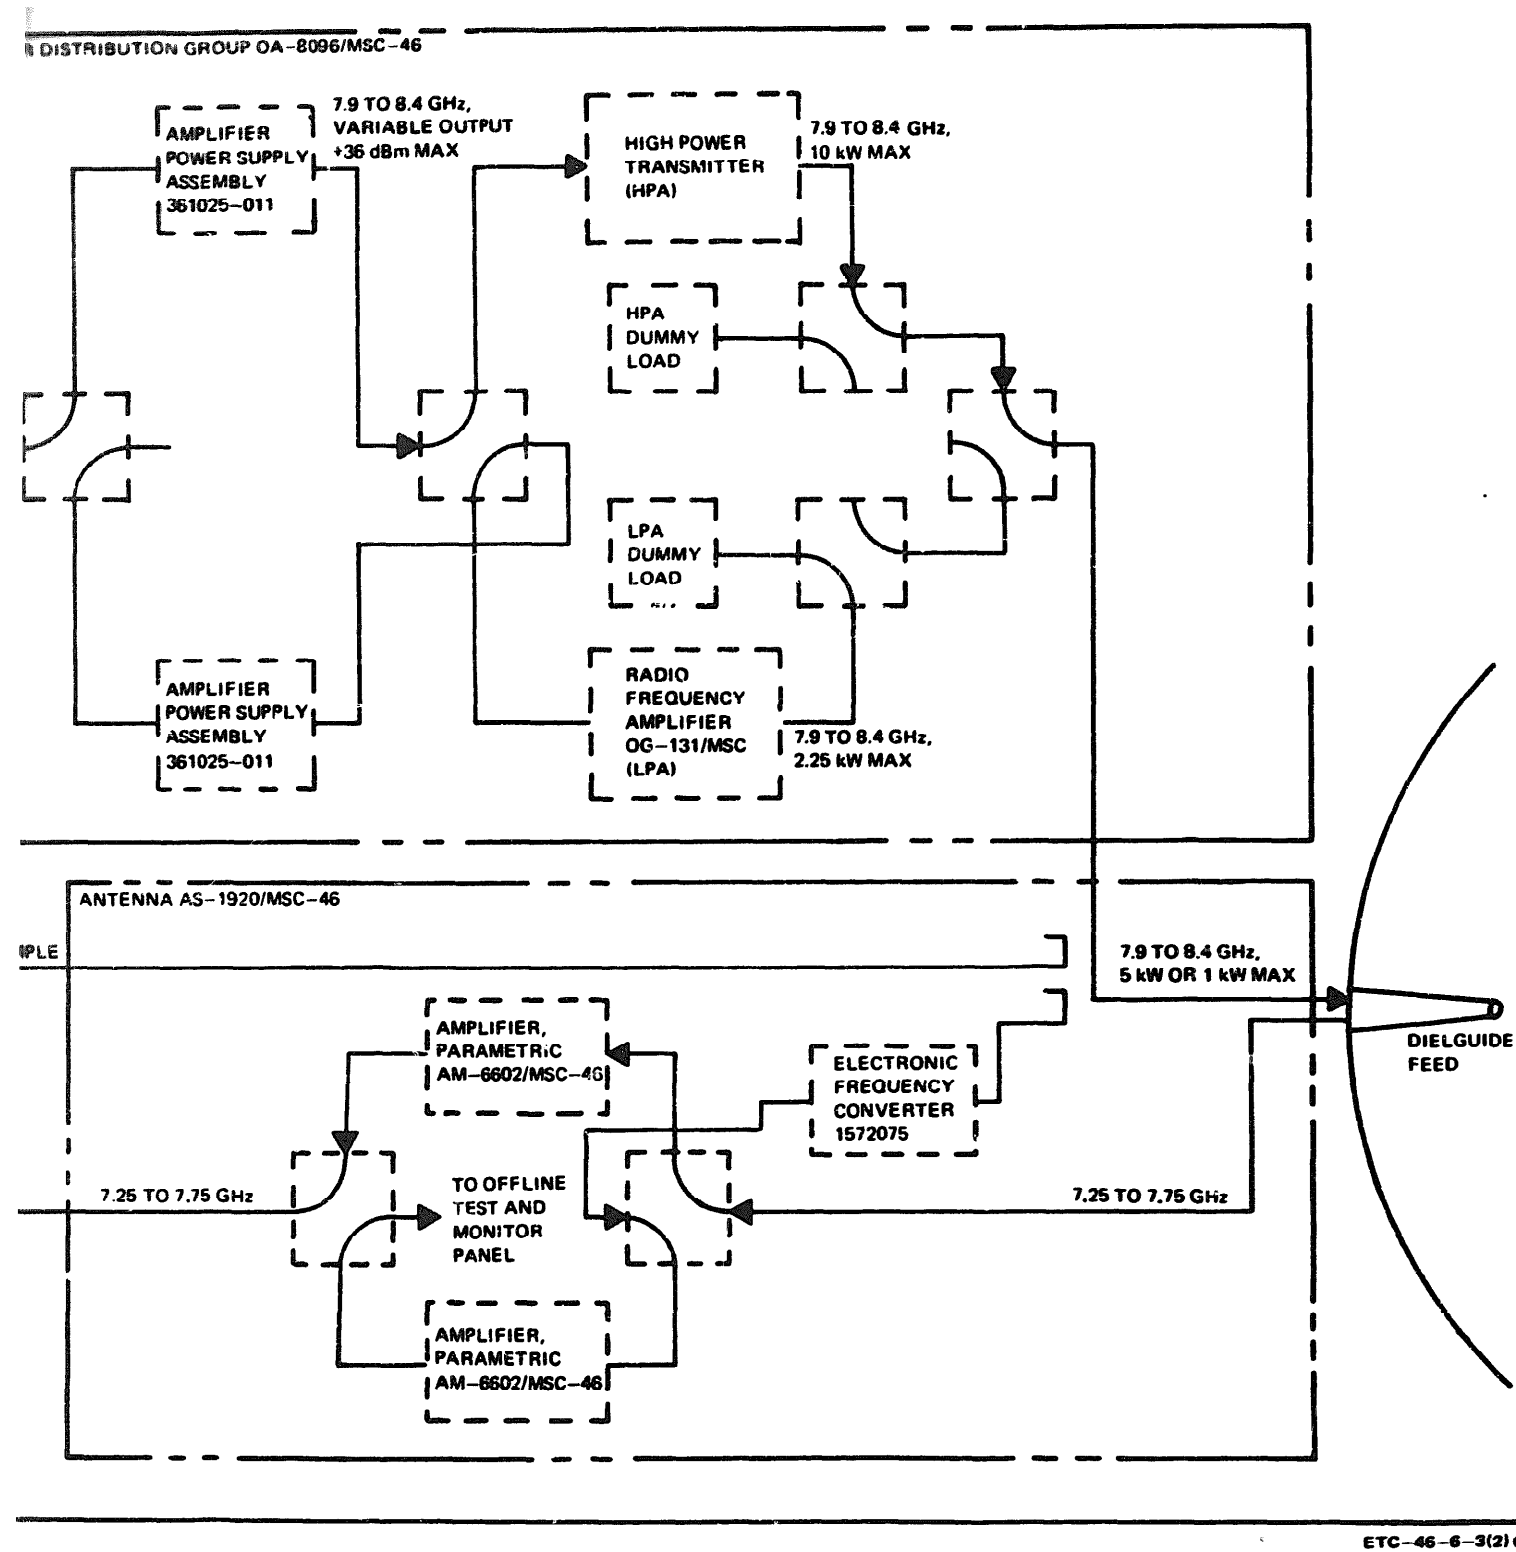 DISTRIBUTION GROUP OA-8096/MSC-46
AMPLIFIER
POWER SUPPLY
ASSEMBLY
361025-011
7.9 TO 8.4 GHz,
VARIABLE OUTPUT
+36 dBm MAX
HIGH POWER
TRANSMITTER
(HPA)
7.9 TO 8.4 GHz,
10 kW MAX
HPA
DUMMY
LOAD
LPA
DUMMY
LOAD
AMPLIFIER
POWER SUPPLY
ASSEMBLY
361025-011
RADIO
FREQUENCY
AMPLIFIER
OG-131/MSC
(LPA)
7.9 TO 8.4 GHz,
2.25 kW MAX
ANTENNA AS-1920/MSC-46
IPLE
7.9 TO 8.4 GHz,
5 kW OR 1 kW MAX
AMPLIFIER,
PARAMETRIC
AM-6602/MSC-46
ELECTRONIC
FREQUENCY
CONVERTER
1572075
DIELGUIDE
FEED
7.25 TO 7.75 GHz
TO OFFLINE
TEST AND
MONITOR
PANEL
7.25 TO 7.75 GHz
AMPLIFIER,
PARAMETRIC
AM-6602/MSC-46
ETC-46-6-3(2)